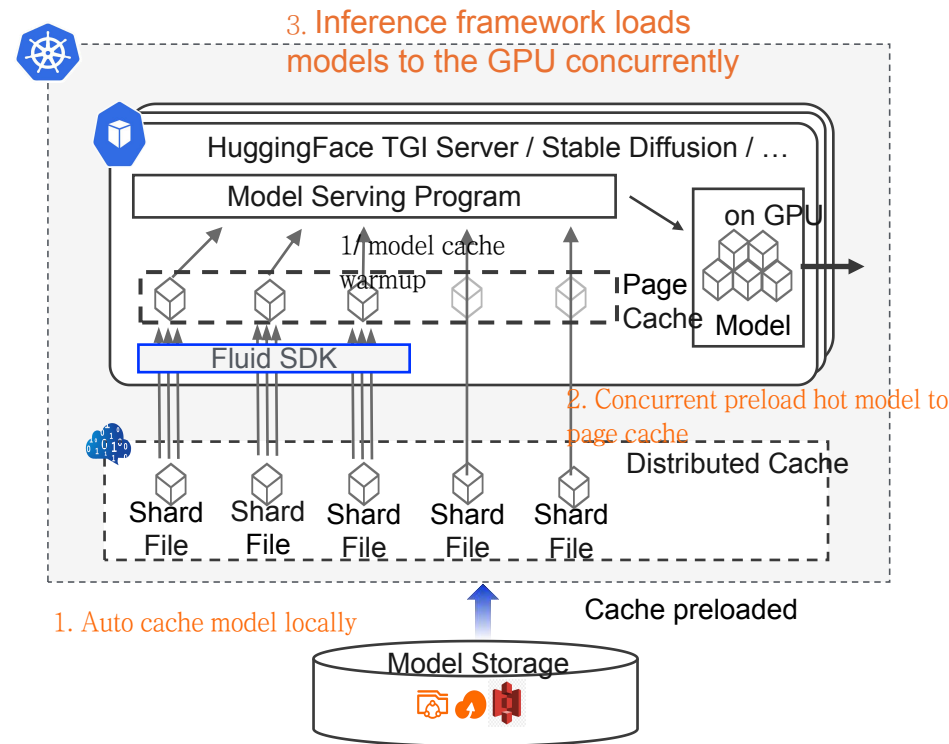 3. Inference framework loads
models to the GPU concurrently
HuggingFace TGI Server / Stable Diffusion / …
Model Serving Program
on GPU
Model
1/ model cache
warmup
Page
Cache
Fluid SDK
2. Concurrent preload hot model to
page cache
Distributed Cache
Shard
File
Shard
File
Shard
File
Shard
File
Shard
File
1. Auto cache model locally
Cache preloaded
Model Storage